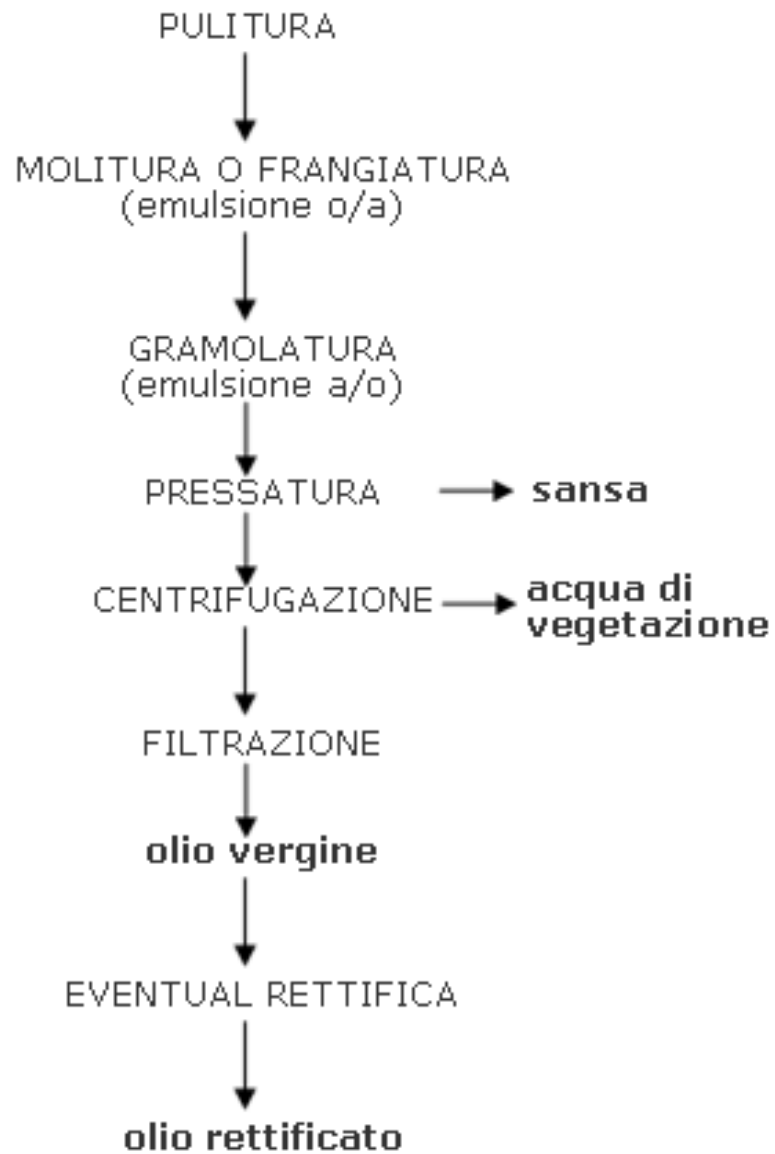 PULITURA
MOLITURA O FRANGIATURA
(emulsione o/a)
GRAMOLATURA
(emulsione a/o)
PRESSATURA
sansa
CENTRIFUGAZIONE
acqua di
vegetazione
FILTRAZIONE
olio vergine
EVENTUAL RETTIFICA
olio rettificato